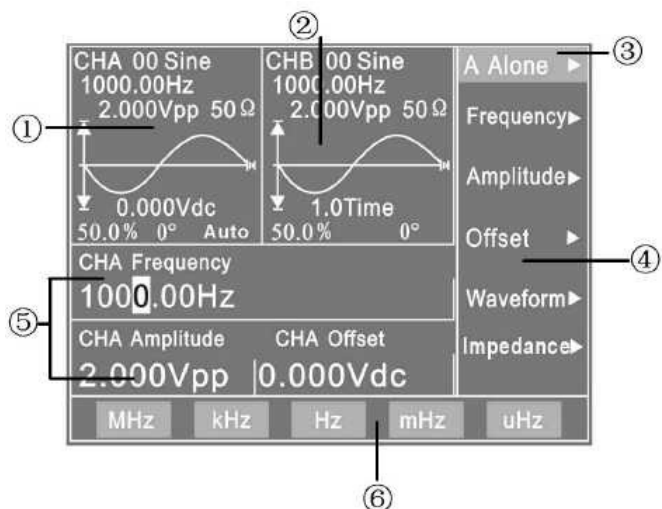 ②
③
①
CHA 00 Sine
1000.00Hz
2.000Vpp 50Ω
0.000Vdc
50.0% 0° Auto
CHB 00 Sine
1000.00Hz
2.000Vpp 50Ω
1.0Time
50.0% 0°
A Alone
Frequency
Amplitude
Offset
Waveform
Impedance
④
⑤
CHA Frequency
1000.00Hz
CHA Amplitude CHA Offset
2.000Vpp 0.000Vdc
MHz kHz Hz mHz uHz
⑥